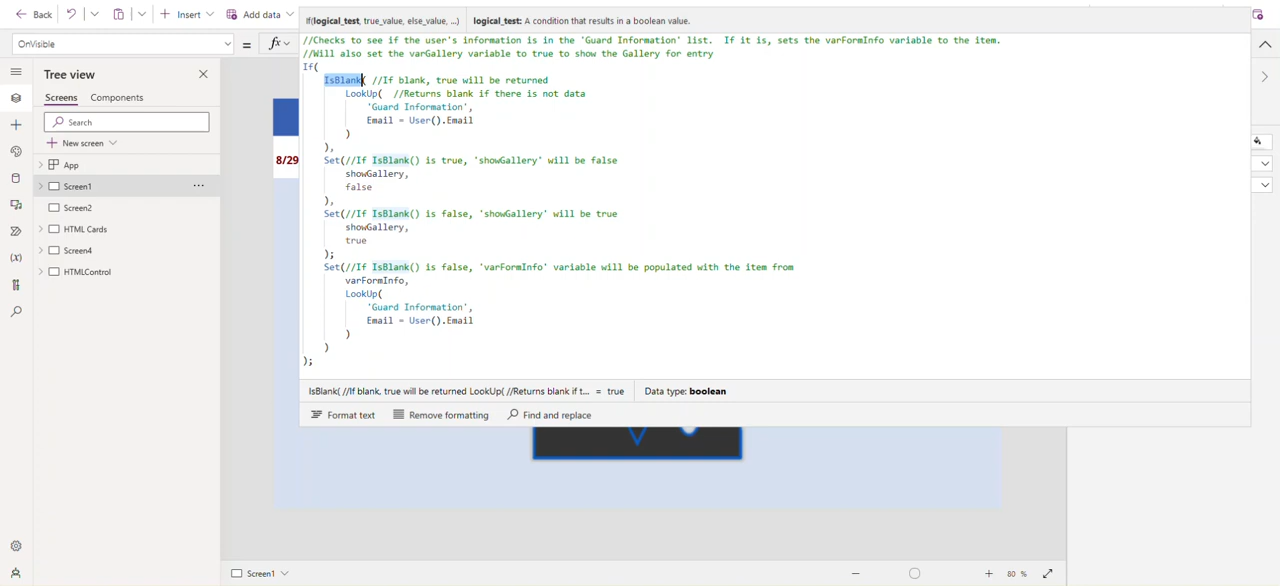 Back
Insert
Add data
If(logical_test, true_value, else_value, ...)
logical_test: A condition that results in a boolean value.
OnVisible
=
fx
Tree view
Screens
Components
Search
New screen
App
Screen1
...
Screen2
HTML Cards
Screen4
HTMLControl
8/29
//Checks to see if the user's information is in the 'Guard Information' list.  If it is, sets the varFormInfo variable to the item.
//Will also set the varGallery variable to true to show the Gallery for entry
If(
IsBlank( //If blank, true will be returned
LookUp(  //Returns blank if there is not data
'Guard Information',
Email = User().Email
)
),
Set(//If IsBlank() is true, 'showGallery' will be false
showGallery,
false
),
Set(//If IsBlank() is false, 'showGallery' will be true
showGallery,
true
);
Set(//If IsBlank() is false, 'varFormInfo' variable will be populated with the item from
varFormInfo,
LookUp(
'Guard Information',
Email = User().Email
)
)
);
IsBlank( //If blank, true will be returned LookUp( //Returns blank if t... = true
Data type: boolean
Format text
Remove formatting
Find and replace
Screen1
80 %